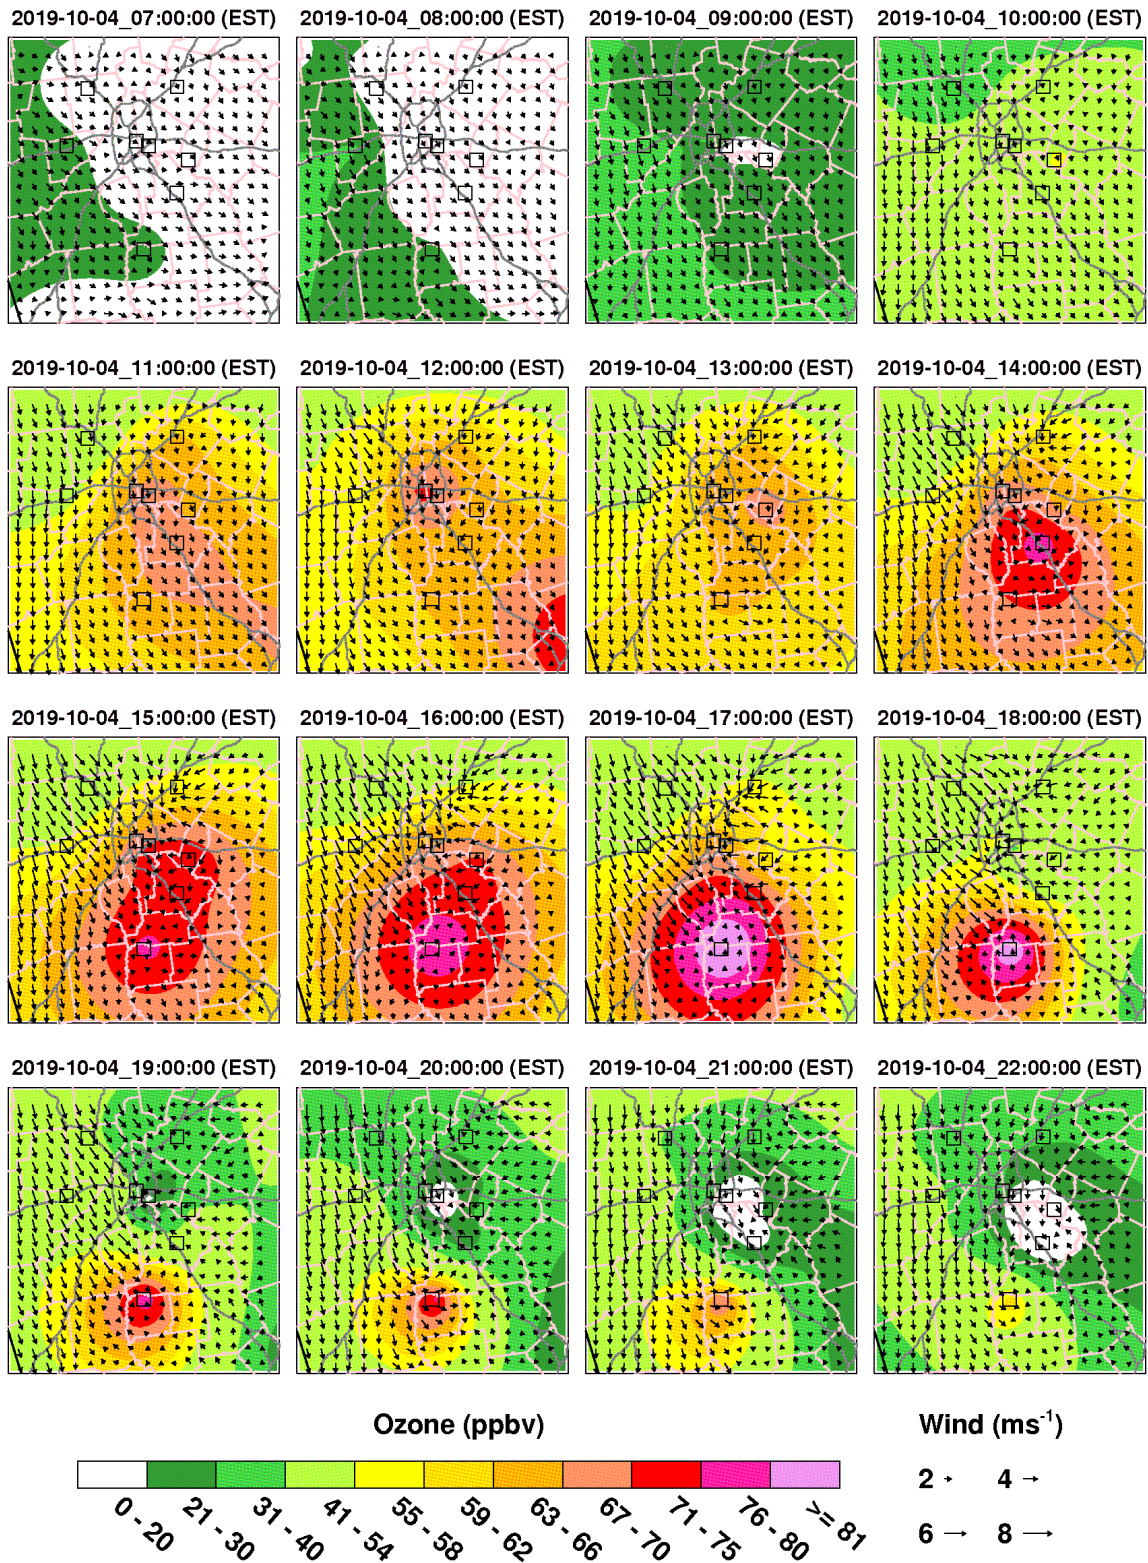 2019-10-04_07:00:00 (EST) 2019-10-04_08:00:00 (EST) 2019-10-04_09:00:00 (EST) 2019-10-04_10:00:00 (EST)
2019-10-04_11:00:00 (EST) 2019-10-04_12:00:00 (EST) 2019-10-04_13:00:00 (EST) 2019-10-04_14:00:00 (EST)
2019-10-04_15:00:00 (EST) 2019-10-04_16:00:00 (EST) 2019-10-04_17:00:00 (EST) 2019-10-04_18:00:00 (EST)
2019-10-04_19:00:00 (EST) 2019-10-04_20:00:00 (EST) 2019-10-04_21:00:00 (EST) 2019-10-04_22:00:00 (EST)
Ozone (ppbv) Wind (ms⁻¹)
0 - 20 21 - 30 31 - 40 41 - 54 55 - 58 59 - 62 63 - 66 67 - 70 71 - 75 76 - 80 >= 81
2 4
6 8